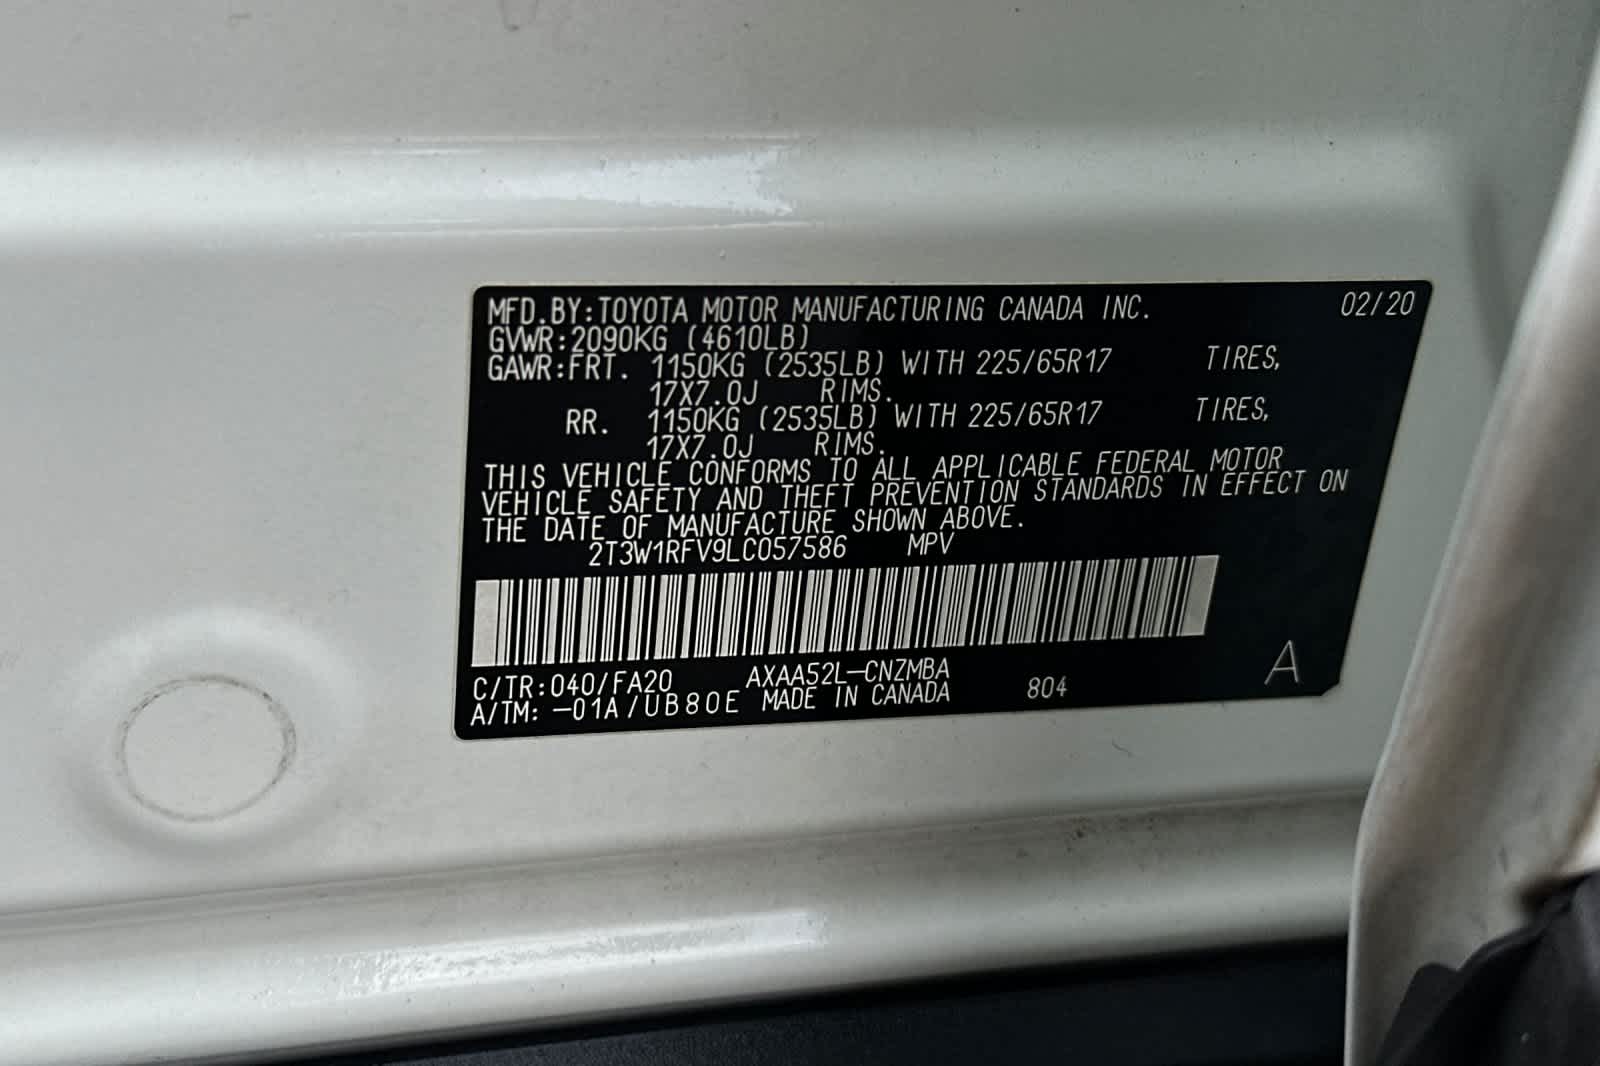 MFD.BY:TOYOTA MOTOR MANUFACTURING CANADA INC. 02/20
GVWR:2090KG (4610LB)
GAWR:FRT. 1150KG (2535LB) WITH 225/65R17 TIRES,
17X7.0J RIMS.
RR. 1150KG (2535LB) WITH 225/65R17 TIRES,
17X7.0J RIMS.
THIS VEHICLE CONFORMS TO ALL APPLICABLE FEDERAL MOTOR
VEHICLE SAFETY AND THEFT PREVENTION STANDARDS IN EFFECT ON
THE DATE OF MANUFACTURE SHOWN ABOVE.
2T3W1RFV9LC057586 MPV
C/TR:040/FA20 AXAA52L-CNZMBA
A/TM:-01A/UB80E MADE IN CANADA 804 A